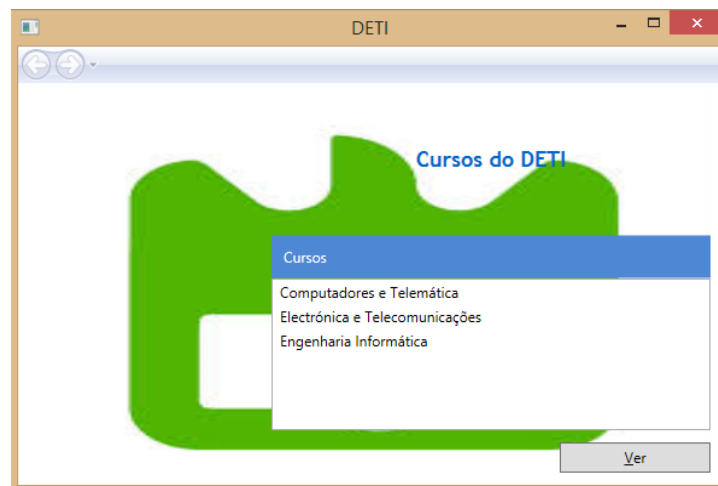 DETI
Cursos do DETI
Cursos
Computadores e Telemática
Electrónica e Telecomunicações
Engenharia Informática
Ver